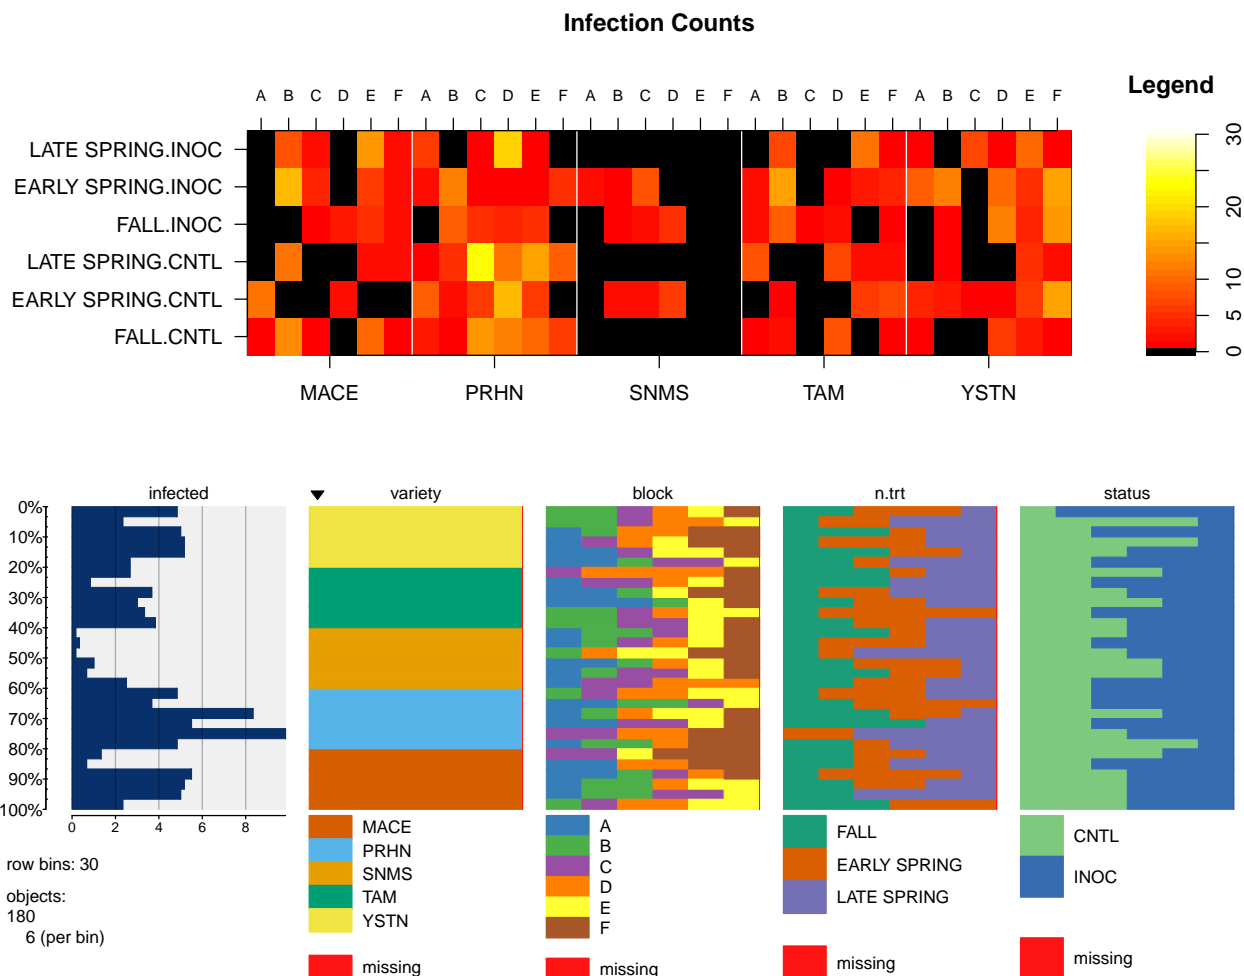 Infection Counts
Legend
A B C D E F A B C D E F A B C D E F A B C D E F A B C D E F
LATE SPRING.INOC
EARLY SPRING.INOC
FALL.INOC
LATE SPRING.CNTL
EARLY SPRING.CNTL
FALL.CNTL
MACE PRHN SNMS TAM YSTN
30
20
10
5
0
infected variety block n.trt status
0%
10%
20%
30%
40%
50%
60%
70%
80%
90%
100%
0 2 4 6 8
row bins: 30
objects:
180
6 (per bin)
MACE
PRHN
SNMS
TAM
YSTN
missing
A
B
C
D
E
F
missing
FALL
EARLY SPRING
LATE SPRING
missing
CNTL
INOC
missing